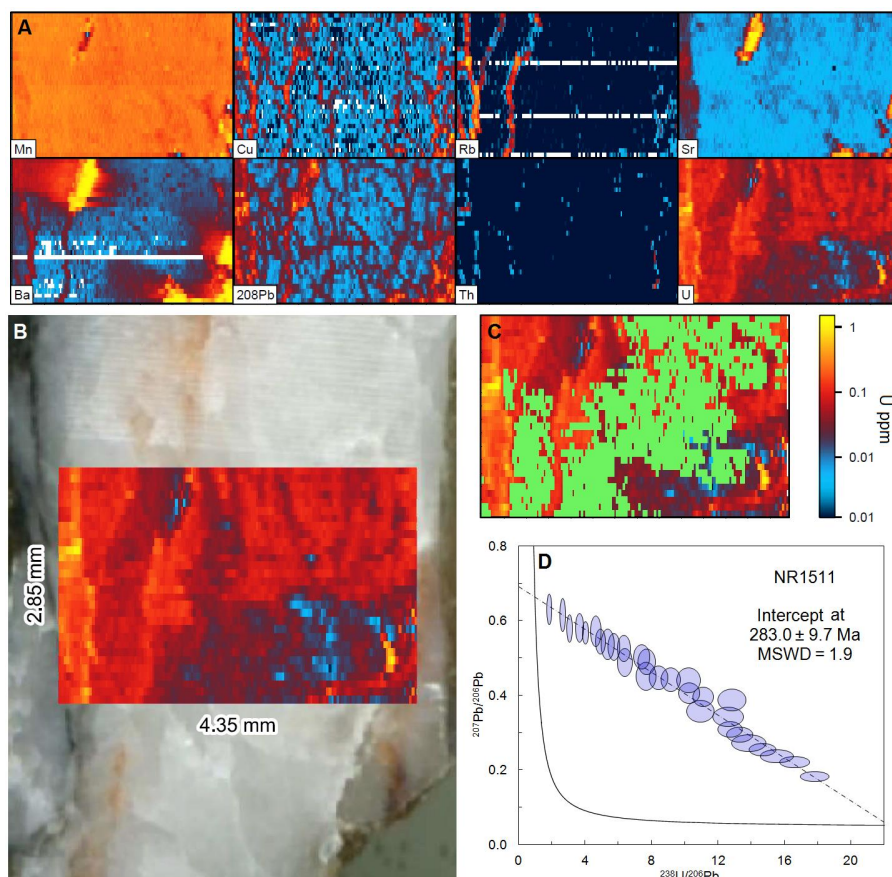 A
Mn
Cu
Rb
Sr
Ba
208Pb
Th
U
B
2.85 mm
4.35 mm
C
1
0.1
0.01
0.01
U ppm
D
NR1511
Intercept at
283.0 ± 9.7 Ma
MSWD = 1.9
0.8
0.6
0.4
0.2
0.0
²⁰⁷Pb/²⁰⁶Pb
0 4 8 12 16 20
²³⁸U/²⁰⁶Pb